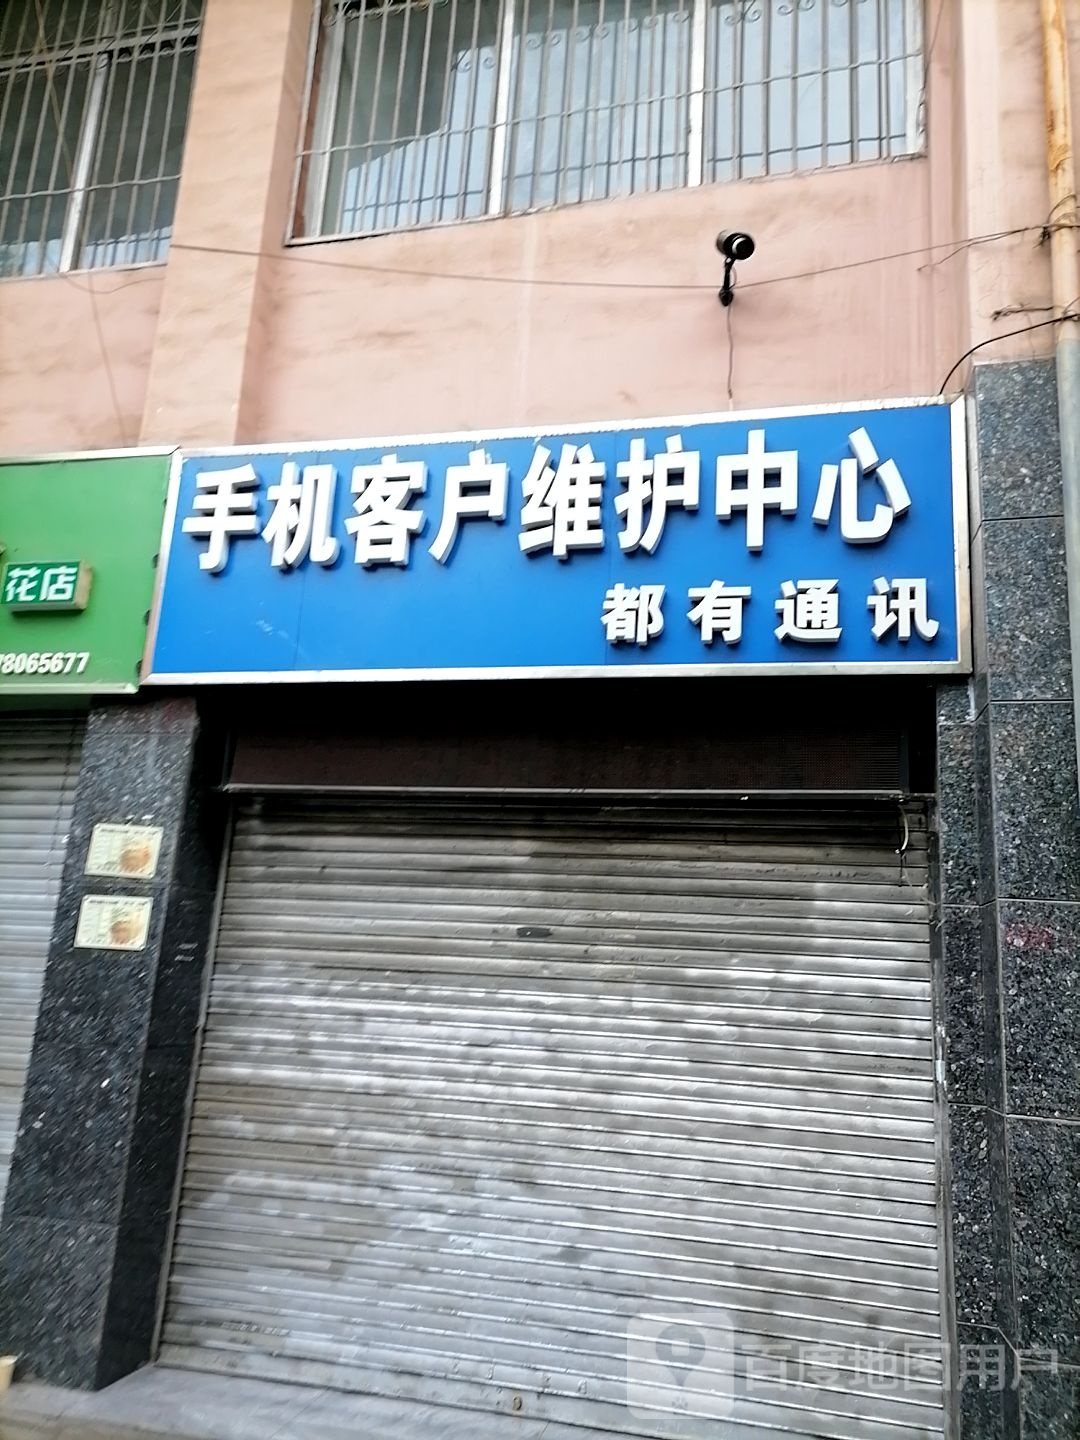 手机客户维护中心
都有通讯
花店
78065677
百度地图用户